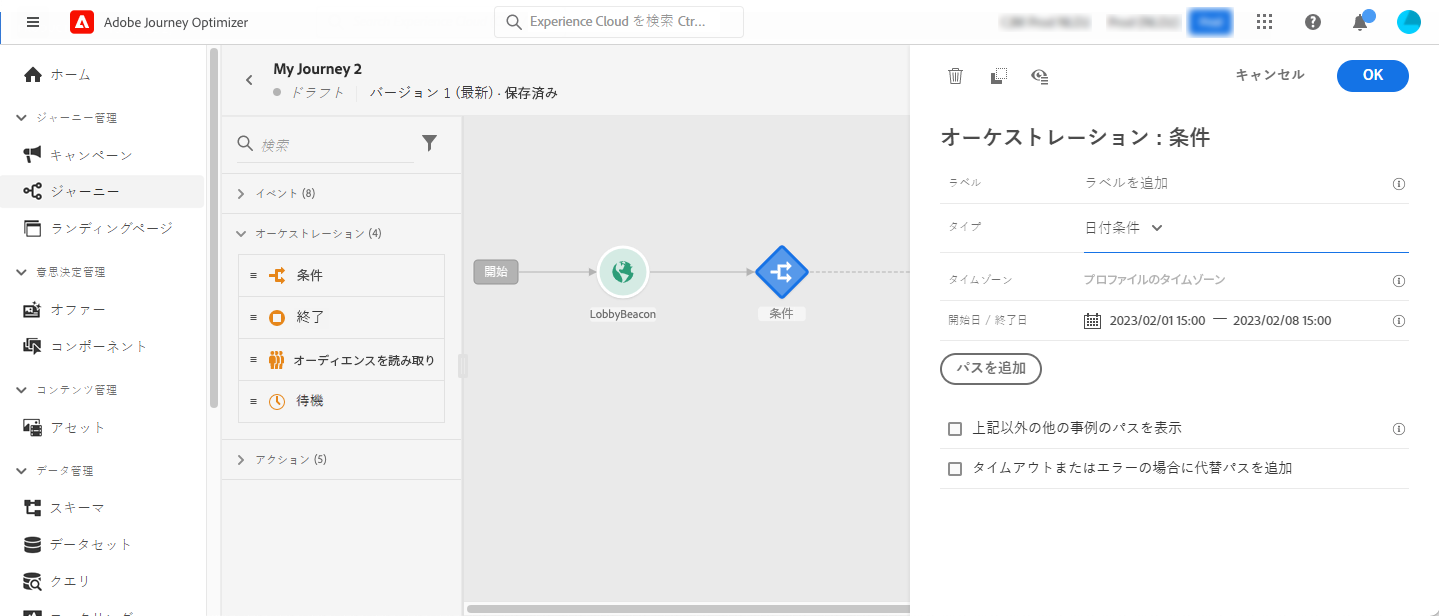 Adobe Journey Optimizer
Experience Cloud を検索 Ctr...
ホーム
ジャーニー管理
キャンペーン
ジャーニー
ランディングページ
意思決定管理
オファー
コンポーネント
コンテンツ管理
アセット
データ管理
スキーマ
データセット
クエリ
My Journey 2
ドラフト
バージョン 1 (最新) · 保存済み
検索
イベント (8)
オーケストレーション (4)
条件
終了
オーディエンスを読み取り
待機
アクション (5)
開始
LobbyBeacon
条件
キャンセル
OK
オーケストレーション : 条件
ラベル
ラベルを追加
タイプ
日付条件
タイムゾーン
プロファイルのタイムゾーン
開始日 / 終了日
2023/02/01 15:00 — 2023/02/08 15:00
パスを追加
上記以外の他の事例のパスを表示
タイムアウトまたはエラーの場合に代替パスを追加